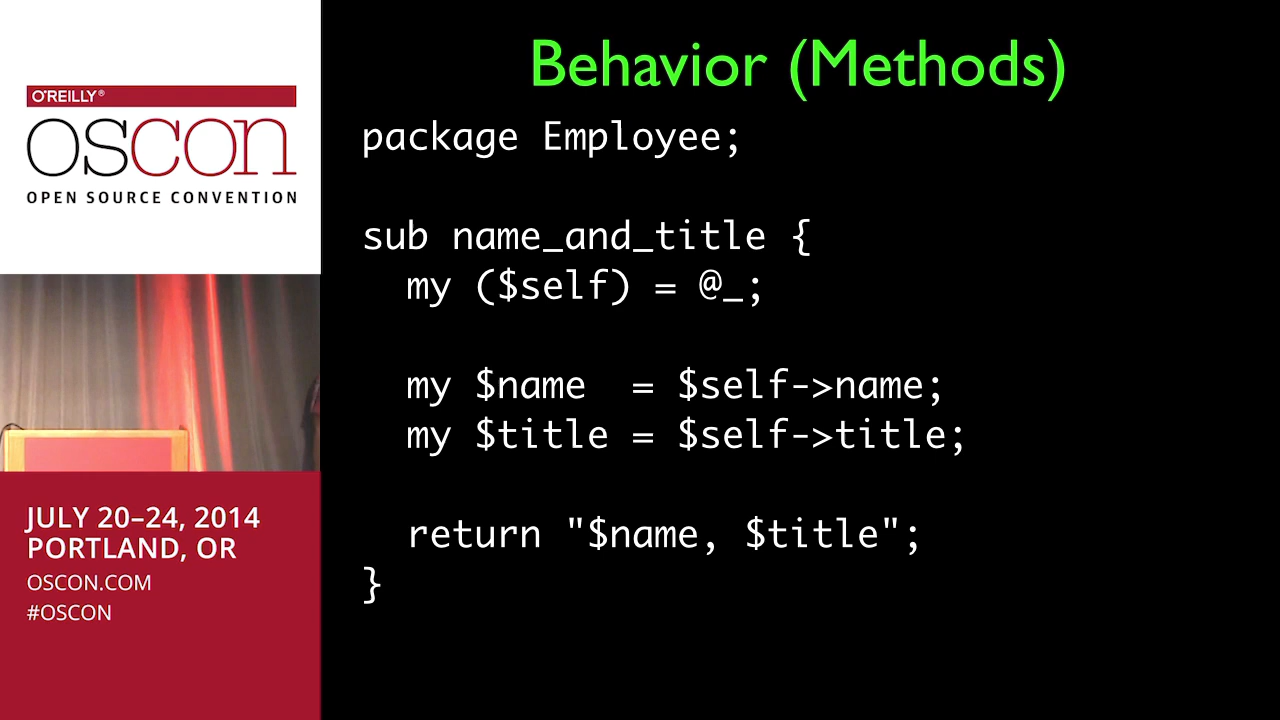 O'REILLY®
OSCON
OPEN SOURCE CONVENTION
JULY 20–24, 2014
PORTLAND, OR
OSCON.COM
#OSCON
Behavior (Methods)
package Employee;
sub name_and_title {
  my ($self) = @_;
  my $name  = $self->name;
  my $title = $self->title;
  return "$name, $title";
}